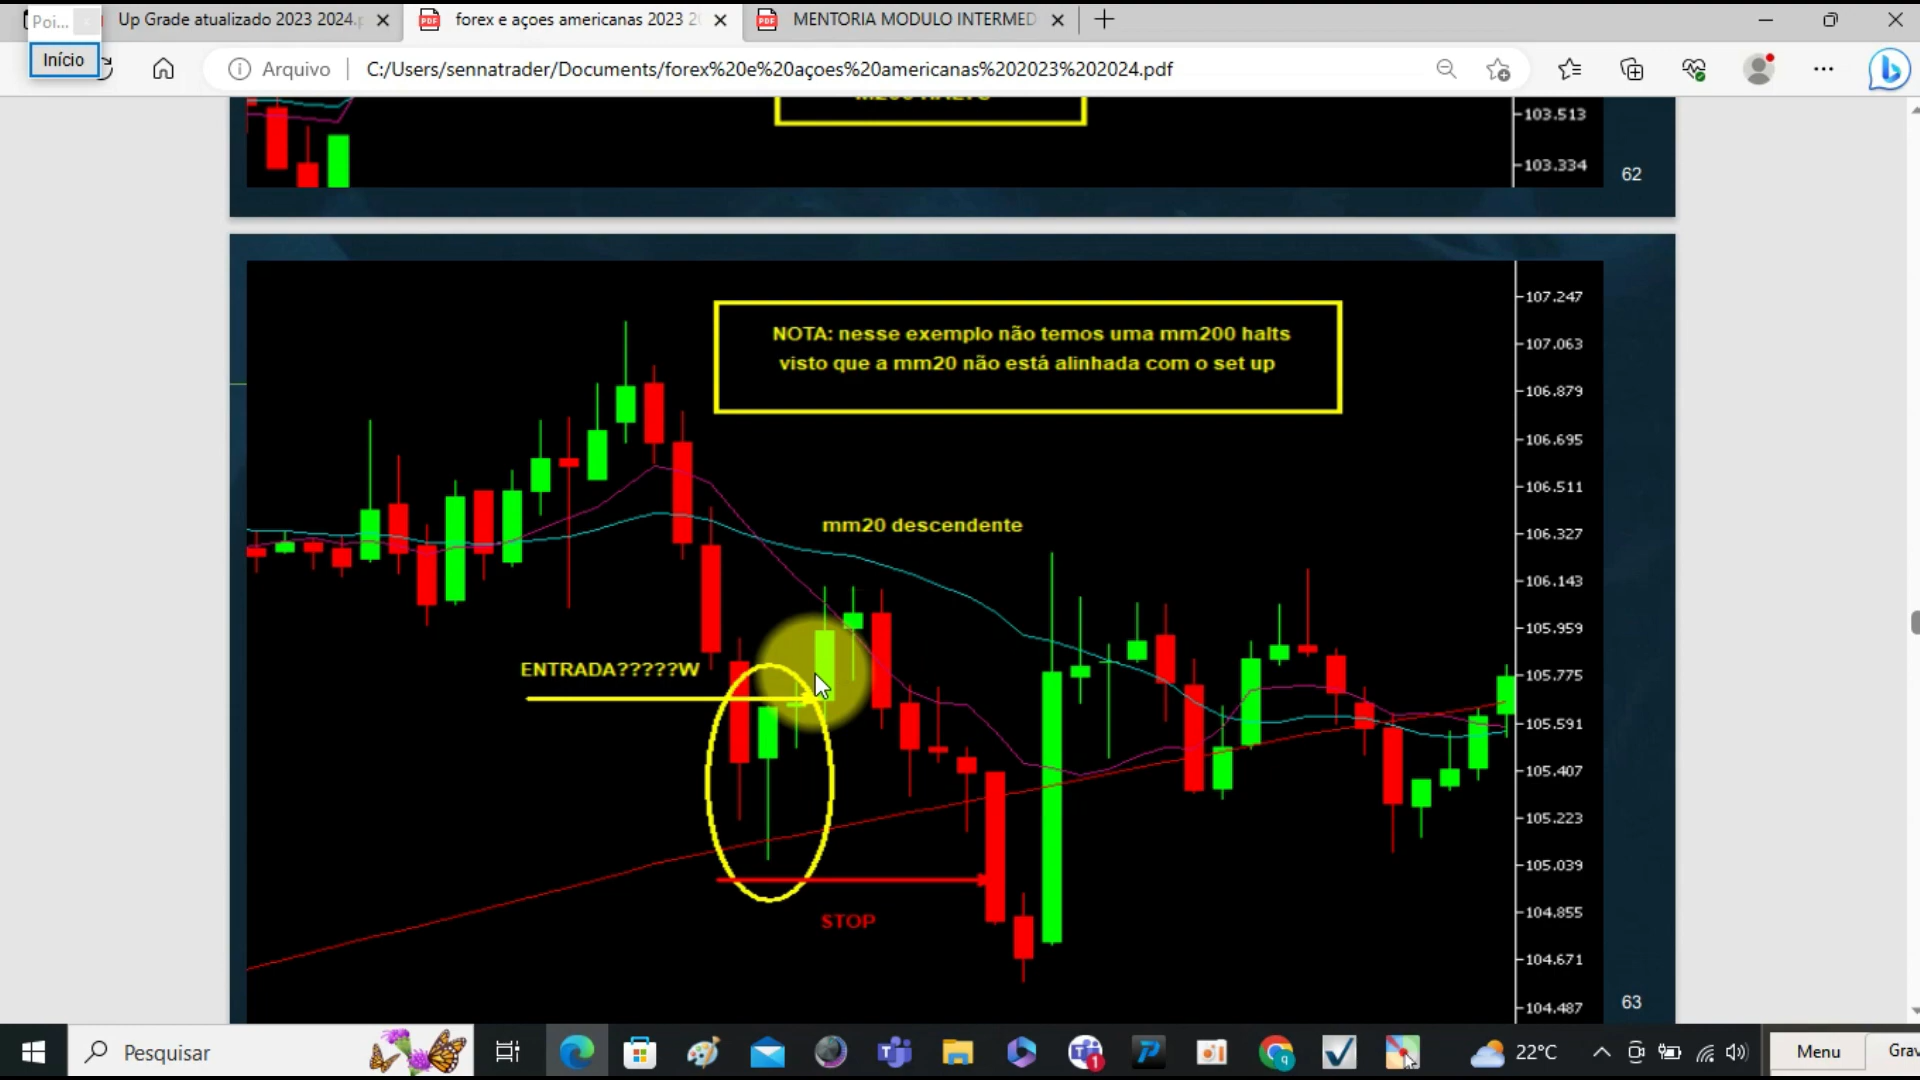 Poi...
Up Grade atualizado 2023 2024.
forex e açoes americanas 2023 2
MENTORIA MODULO INTERMED
Início
Arquivo
C:/Users/sennatrader/Documents/forex%20e%20açoes%20americanas%202023%202024.pdf
103.513
103.334
62
NOTA: nesse exemplo não temos uma mm200 halts
visto que a mm20 não está alinhada com o set up
mm20 descendente
ENTRADA?????W
STOP
107.247
107.063
106.879
106.695
106.511
106.327
106.143
105.959
105.775
105.591
105.407
105.223
105.039
104.855
104.671
104.487
63
Pesquisar
1
22°C
Menu
Grav